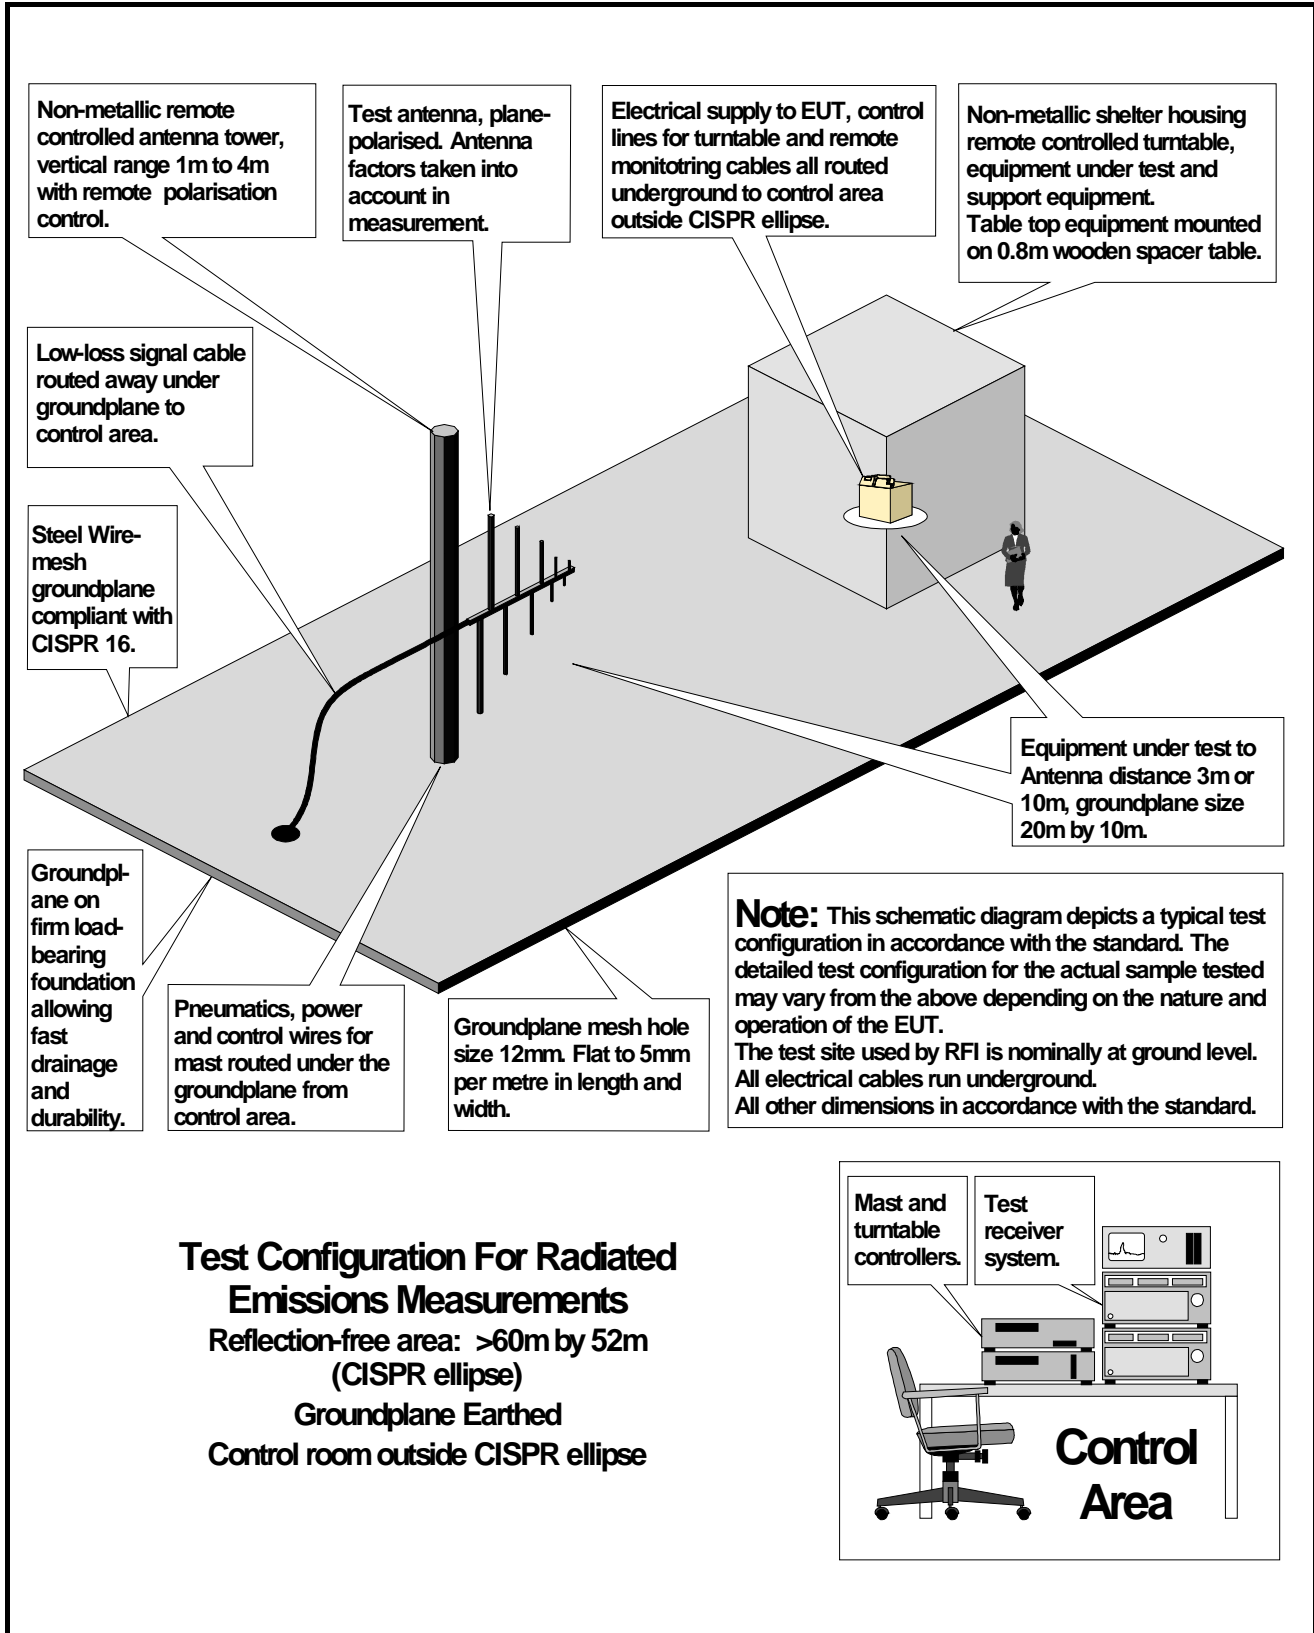 Non-metallic remote
controlled antenna tower,
vertical range 1m to 4m
with remote polarisation
control.
Test antenna, plane-
polarised. Antenna
factors taken into
account in
measurement.
Electrical supply to EUT, control
lines for turntable and remote
monitotring cables all routed
underground to control area
outside CISPR ellipse.
Non-metallic shelter housing
remote controlled turntable,
equipment under test and
support equipment.
Table top equipment mounted
on 0.8m wooden spacer table.
Low-loss signal cable
routed away under
groundplane to
control area.
Steel Wire-
mesh
groundplane
compliant with
CISPR 16.
Equipment under test to
Antenna distance 3m or
10m, groundplane size
20m by 10m.
Groundpl-
ane on
firm load-
bearing
foundation
allowing
fast
drainage
and
durability.
Pneumatics, power
and control wires for
mast routed under the
groundplane from
control area.
Groundplane mesh hole
size 12mm. Flat to 5mm
per metre in length and
width.
Note: This schematic diagram depicts a typical test
configuration in accordance with the standard. The
detailed test configuration for the actual sample tested
may vary from the above depending on the nature and
operation of the EUT.
The test site used by RFI is nominally at ground level.
All electrical cables run underground.
All other dimensions in accordance with the standard.
Test Configuration For Radiated
Emissions Measurements
Reflection-free area: >60m by 52m
(CISPR ellipse)
Groundplane Earthed
Control room outside CISPR ellipse
Mast and
turntable
controllers.
Test
receiver
system.
Control
Area